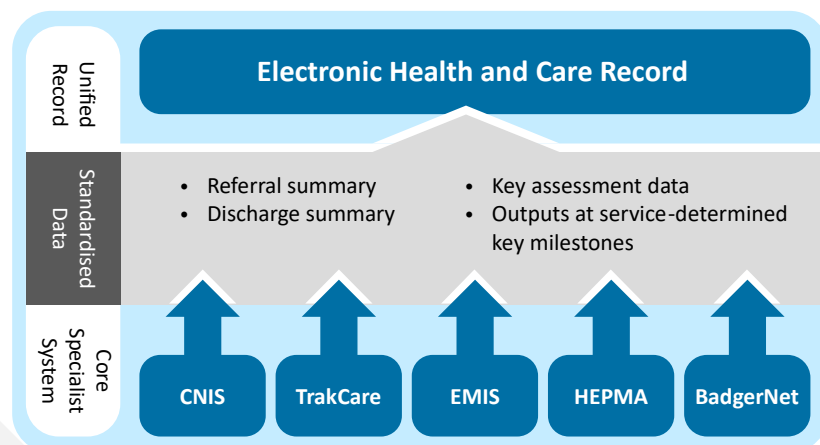 Unified
Record
Electronic Health and Care Record
Standardised
Data
• Referral summary
• Discharge summary
• Key assessment data
• Outputs at service-determined
key milestones
Core
Specialist
System
CNIS
TrakCare
EMIS
HEPMA
BadgerNet